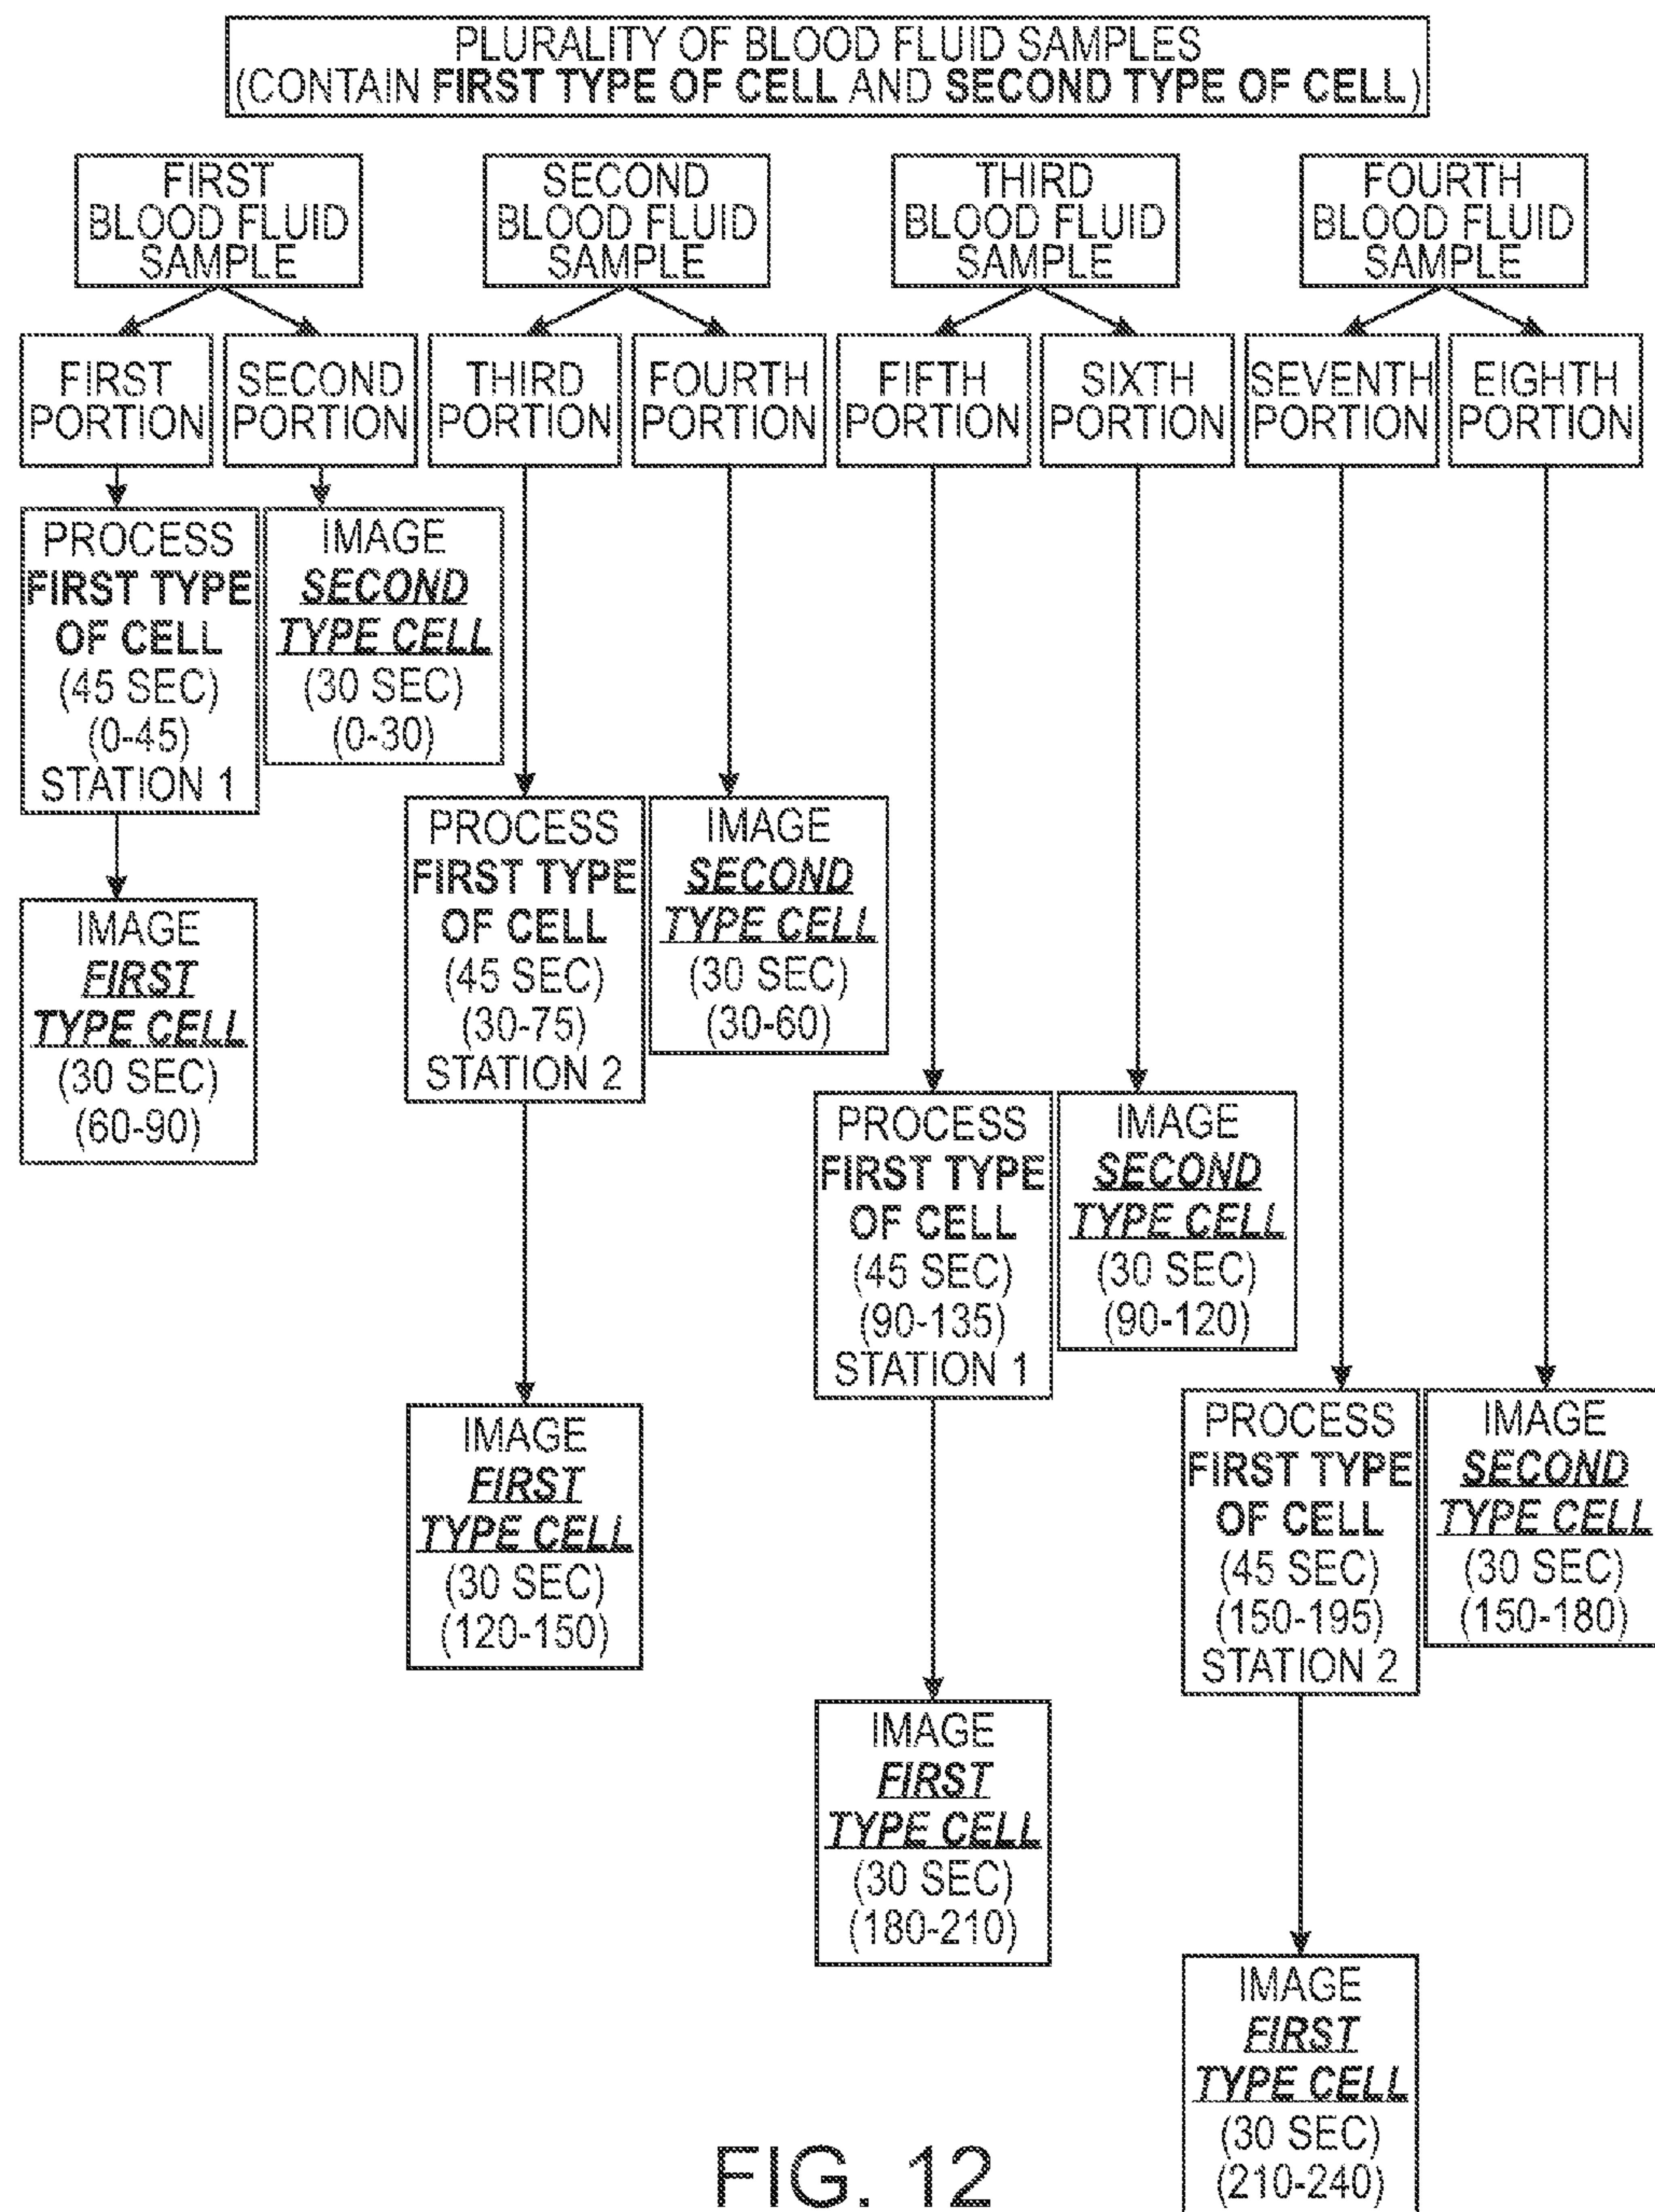 PLURALITY OF BLOOD FLUID SAMPLES
(CONTAIN FIRST TYPE OF CELL AND SECOND TYPE OF CELL)
FIRST
BLOOD FLUID
SAMPLE
SECOND
BLOOD FLUID
SAMPLE
THIRD
BLOOD FLUID
SAMPLE
FOURTH
BLOOD FLUID
SAMPLE
FIRST
PORTION
SECOND
PORTION
THIRD
PORTION
FOURTH
PORTION
FIFTH
PORTION
SIXTH
PORTION
SEVENTH
PORTION
EIGHTH
PORTION
PROCESS
FIRST TYPE
OF CELL
(45 SEC)
(0-45)
STATION 1
IMAGE
SECOND
TYPE CELL
(30 SEC)
(0-30)
IMAGE
FIRST
TYPE CELL
(30 SEC)
(60-90)
PROCESS
FIRST TYPE
OF CELL
(45 SEC)
(30-75)
STATION 2
IMAGE
SECOND
TYPE CELL
(30 SEC)
(30-60)
IMAGE
FIRST
TYPE CELL
(30 SEC)
(120-150)
PROCESS
FIRST TYPE
OF CELL
(45 SEC)
(90-135)
STATION 1
IMAGE
SECOND
TYPE CELL
(30 SEC)
(90-120)
IMAGE
FIRST
TYPE CELL
(30 SEC)
(180-210)
PROCESS
FIRST TYPE
OF CELL
(45 SEC)
(150-195)
STATION 2
IMAGE
SECOND
TYPE CELL
(30 SEC)
(150-180)
IMAGE
FIRST
TYPE CELL
(30 SEC)
(210-240)
FIG. 12